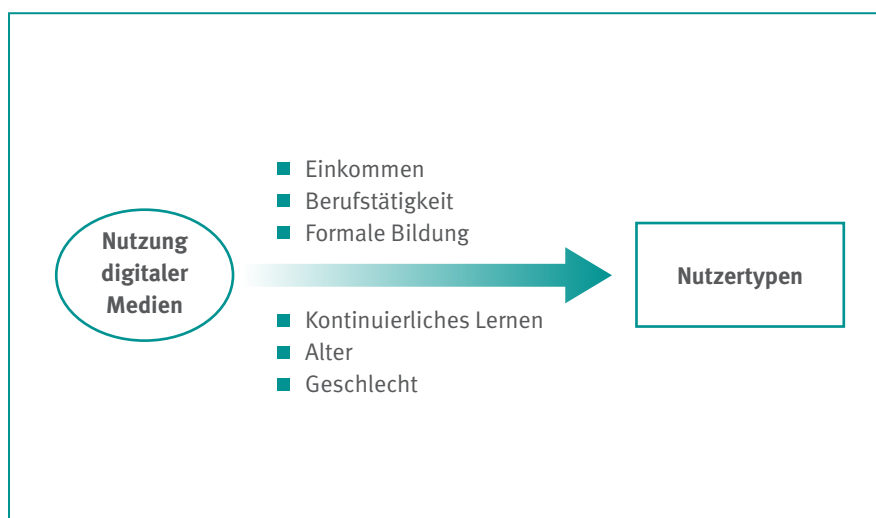 Nutzung
digitaler
Medien
Einkommen
Berufstätigkeit
Formale Bildung
Kontinuierliches Lernen
Alter
Geschlecht
Nutzertypen